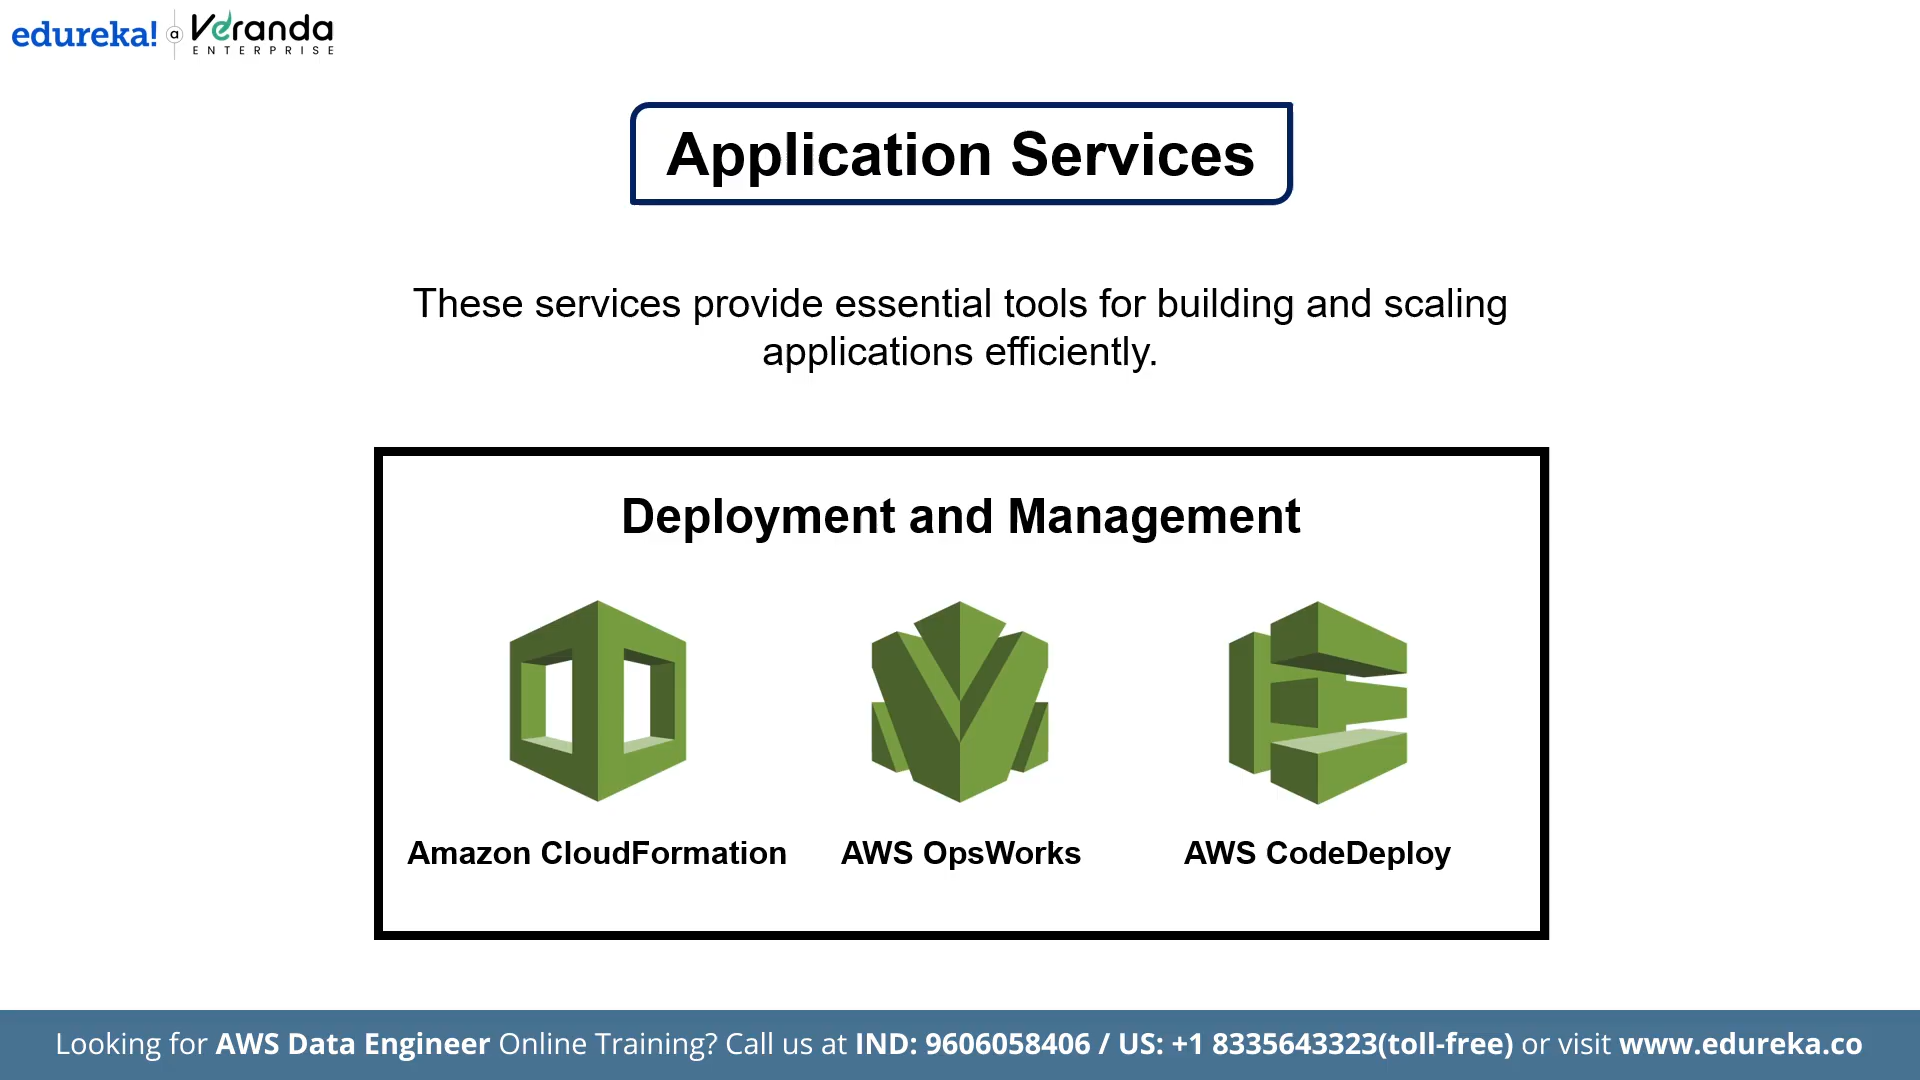 edureka! a Veranda
ENTERPRISE
Application Services
These services provide essential tools for building and scaling
applications efficiently.
Deployment and Management
Amazon CloudFormation AWS OpsWorks AWS CodeDeploy
Looking for AWS Data Engineer Online Training? Call us at IND: 9606058406 / US: +1 8335643323(toll-free) or visit www.edureka.co